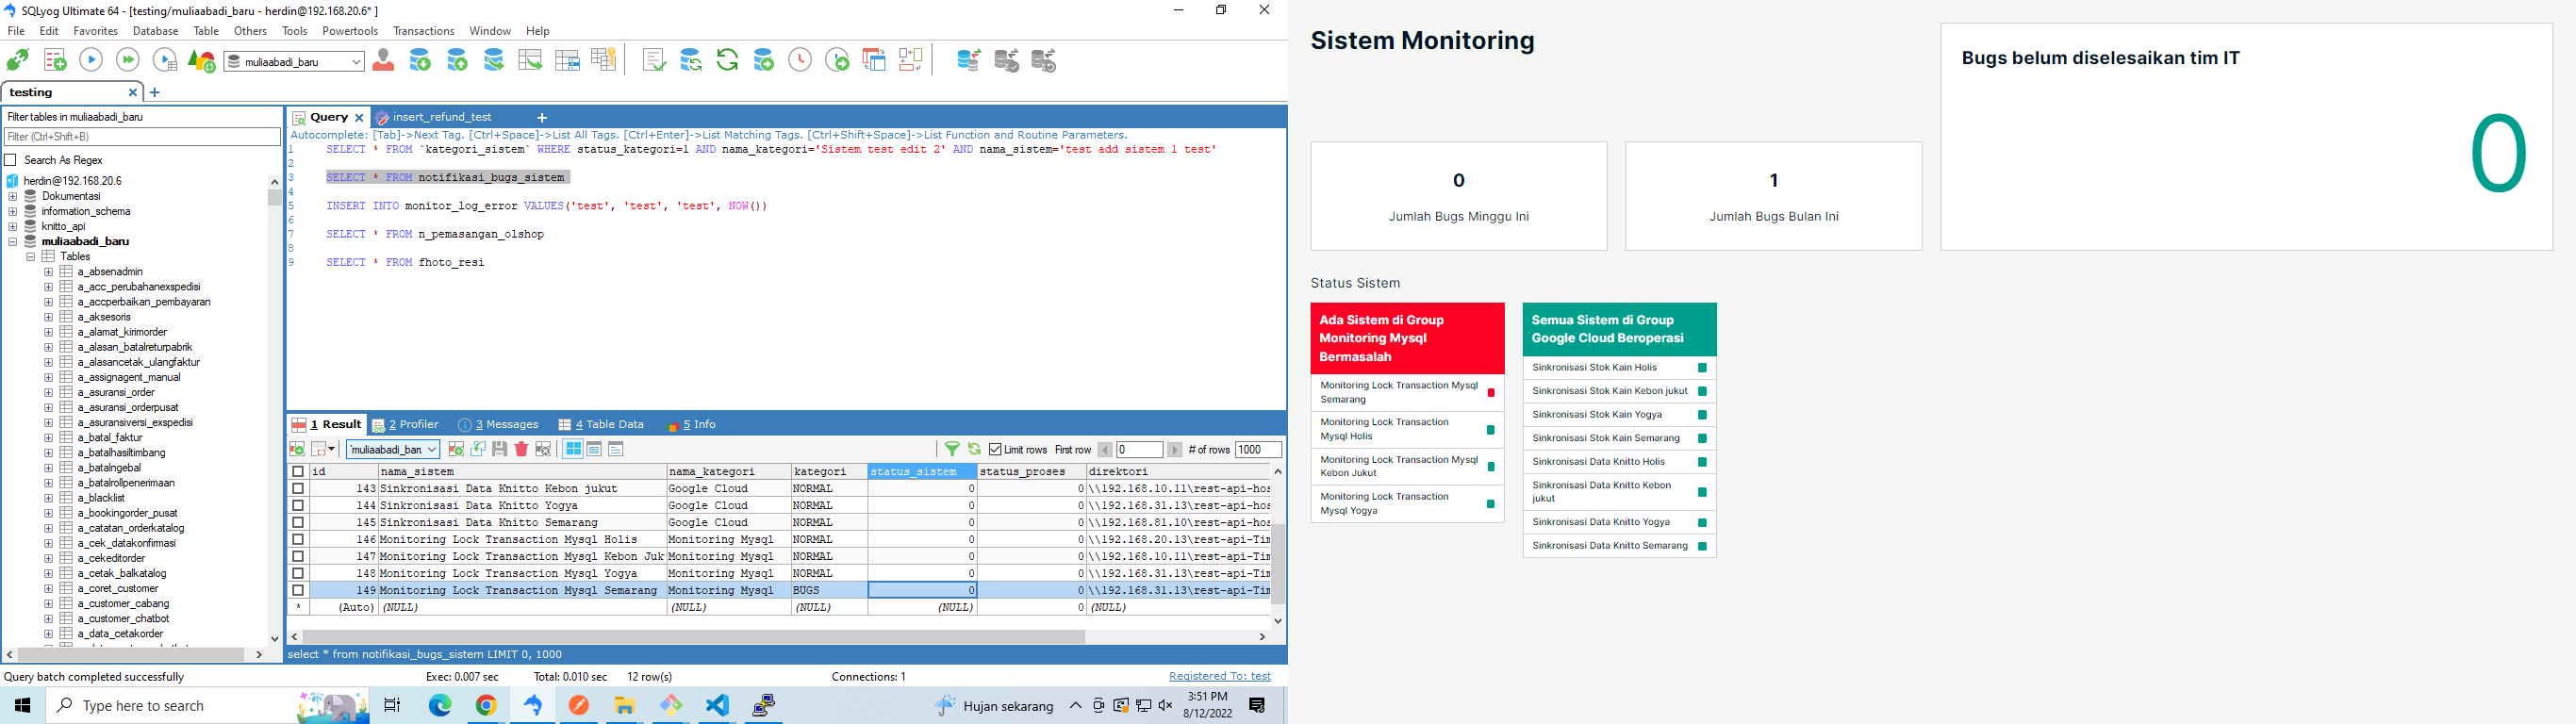 SQLyog Ultimate 64 - [testing/muliaabadi_baru - herdin@192.168.20.6* ]
File Edit Favorites Database Table Others Tools Powertools Transactions Window Help
muliaabadi_baru
testing
Filter tables in muliaabadi_baru
Filter (Ctrl+Shift+B)
Search As Regex
herdin@192.168.20.6
Dokumentasi
infomation_schema
knitto_api
muliaabadi_baru
Tables
a_absenadmin
a_acc_perubahanexspedisi
a_accperbaikan_pembayaran
a_aksesoris
a_alamat_kirimorder
a_alasan_batalreturpabrik
a_alasancetak_ulangfaktur
a_assignagent_manual
a_asuransi_order
a_asuransi_orderpusat
a_asuransiversi_exspedisi
a_batal_faktur
a_batalhasiltimbang
a_batalngebal
a_batalrollpenerimaan
a_blacklist
a_bookingorder_pusat
a_catatan_orderkatalog
a_cek_datakonfirmasi
a_cekeditorder
a_cetak_balkatalog
a_coret_customer
a_customer_cabang
a_customer_chatbot
a_data_cetakorder
Query insert_refund_test
Autocomplete: [Tab]->Next Tag. [Ctrl+Space]->List All Tags. [Ctrl+Enter]->List Matching Tags. [Ctrl+Shift+Space]->List Function and Routine Parameters.
1 SELECT * FROM `kategori_sistem` WHERE status_kategori=1 AND nama_kategori='Sistem test edit 2' AND nama_sistem='test add sistem 1 test'
2
3 SELECT * FROM notifikasi_bugs_sistem
4
5 INSERT INTO monitor_log_error VALUES('test', 'test', 'test', NOW())
6
7 SELECT * FROM n_pemasangan_olshop
8
9 SELECT * FROM fhoto_resi
1 Result 2 Profiler 3 Messages 4 Table Data 5 Info
Limit rows First row 0 # of rows 1000
id nama_sistem nama_kategori kategori status_sistem status_proses direktori
143 Sinkronisasi Data Knitto Kebon jukut Google Cloud NORMAL 0 0 \\192.168.10.11\rest-api-hos
144 Sinkronisasi Data Knitto Yogya Google Cloud NORMAL 0 0 \\192.168.31.13\rest-api-hos
145 Sinkronisasi Data Knitto Semarang Google Cloud NORMAL 0 0 \\192.168.81.10\rest-api-hos
146 Monitoring Lock Transaction Mysql Holis Monitoring Mysql NORMAL 0 0 \\192.168.20.13\rest-api-Tim
147 Monitoring Lock Transaction Mysql Kebon Juk Monitoring Mysql NORMAL 0 0 \\192.168.10.11\rest-api-Tim
148 Monitoring Lock Transaction Mysql Yogya Monitoring Mysql NORMAL 0 0 \\192.168.31.13\rest-api-Tim
149 Monitoring Lock Transaction Mysql Semarang Monitoring Mysql BUGS 0 0 \\192.168.31.13\rest-api-Tim
* (Auto) (NULL) (NULL) (NULL) (NULL) 0 (NULL)
select * from notifikasi_bugs_sistem LIMIT 0, 1000
Query batch completed successfully Exec: 0.007 sec Total: 0.010 sec 12 row(s) Connections: 1 Registered To: test
Type here to search
Hujan sekarang
3:51 PM
8/12/2022
Sistem Monitoring
Bugs belum diselesaikan tim IT
0
0
Jumlah Bugs Minggu Ini
1
Jumlah Bugs Bulan Ini
Status Sistem
Ada Sistem di Group
Monitoring Mysql
Bermasalah
Monitoring Lock Transaction Mysql
Semarang
Monitoring Lock Transaction
Mysql Holis
Monitoring Lock Transaction Mysql
Kebon Jukut
Monitoring Lock Transaction
Mysql Yogya
Semua Sistem di Group
Google Cloud Beroperasi
Sinkronisasi Stok Kain Holis
Sinkronisasi Stok Kain Kebon jukut
Sinkronisasi Stok Kain Yogya
Sinkronisasi Stok Kain Semarang
Sinkronisasi Data Knitto Holis
Sinkronisasi Data Knitto Kebon
jukut
Sinkronisasi Data Knitto Yogya
Sinkronisasi Data Knitto Semarang